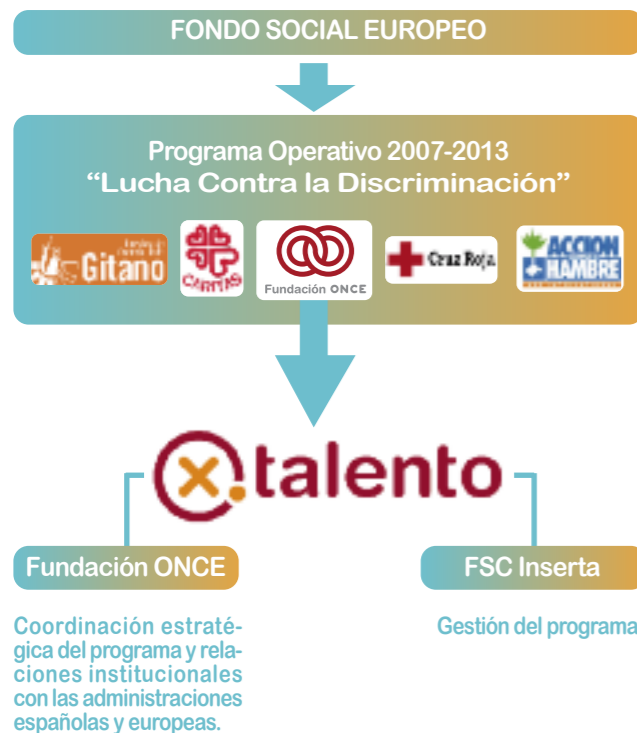 FONDO SOCIAL EUROPEO
Programa Operativo 2007-2013
“Lucha Contra la Discriminación”
Gitano
CARITAS
Fundación ONCE
Cruz Roja
ACCION
HAMBRE
x.talento
Fundación ONCE
FSC Inserta
Coordinación estraté-
gica del programa y rela-
ciones institucionales
con las administraciones
españolas y europeas.
Gestión del programa